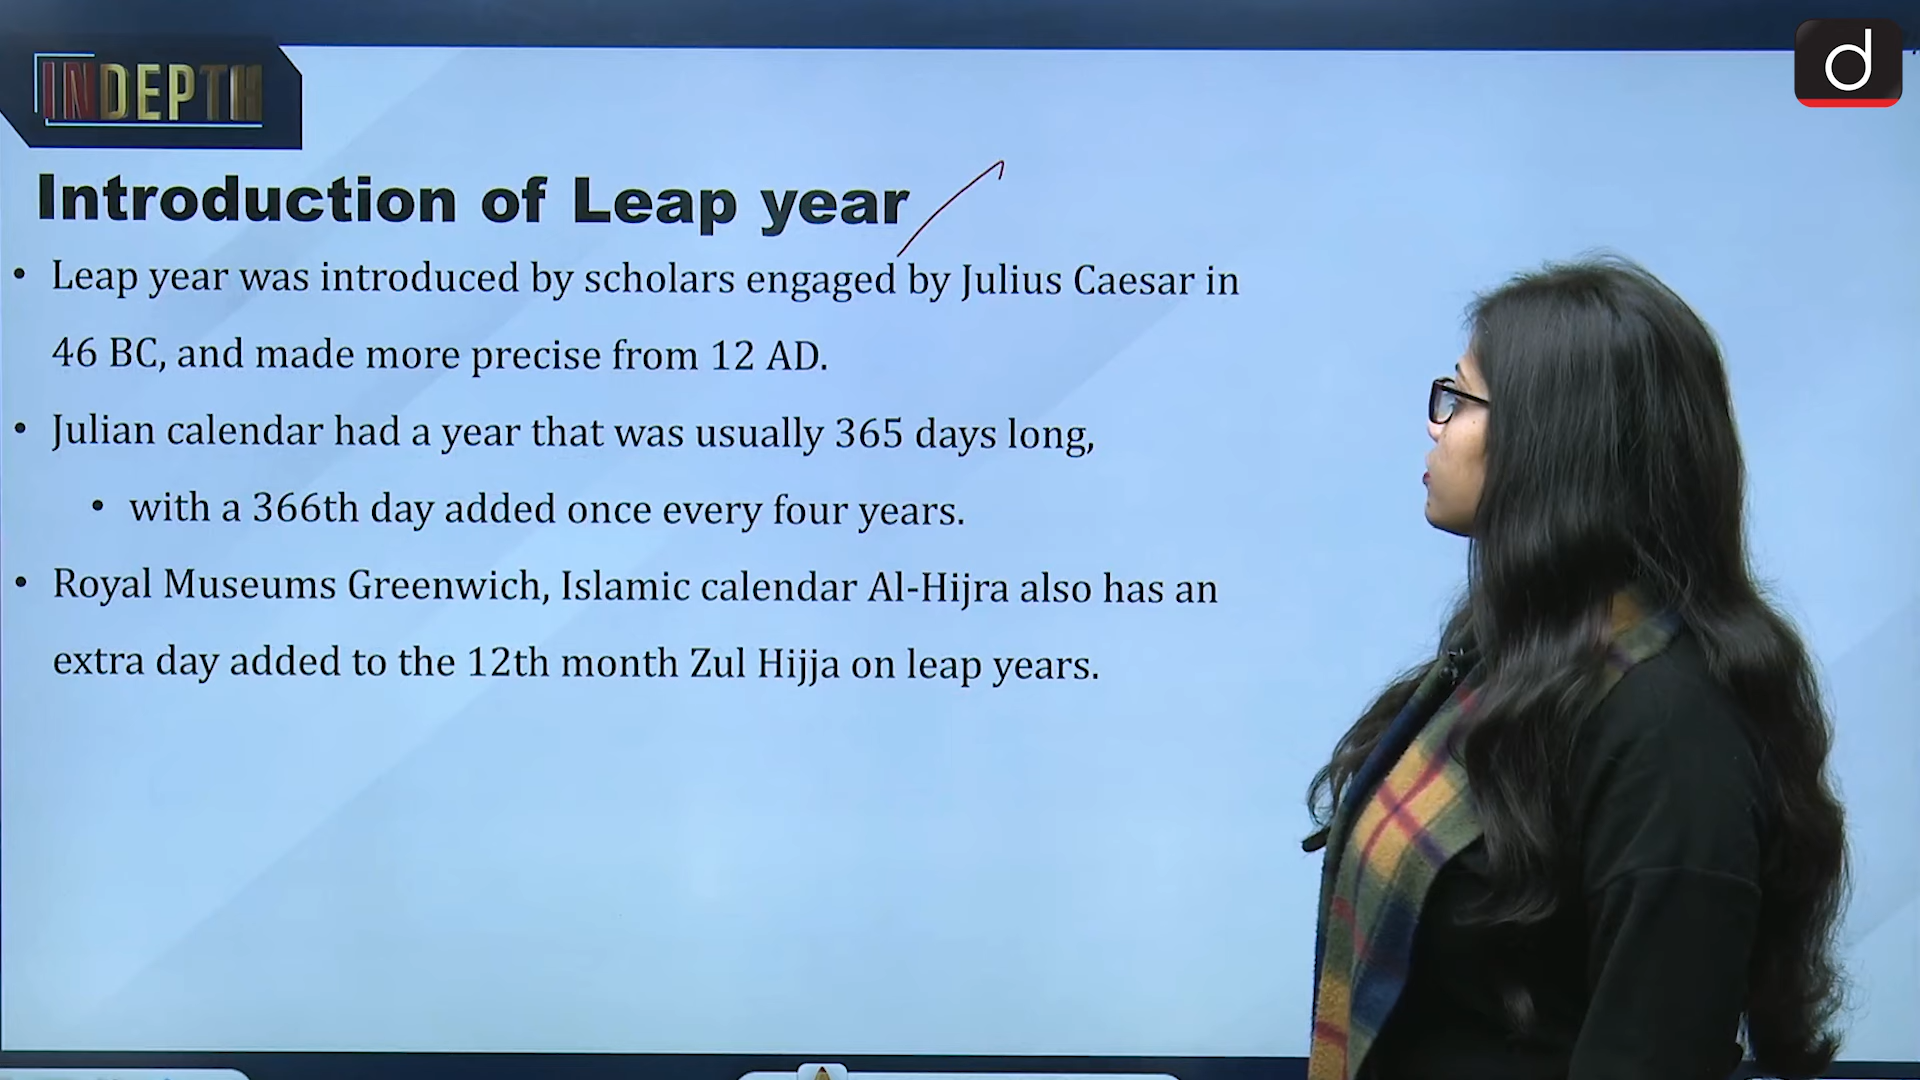 INDEPTH
d
Introduction of Leap year
• Leap year was introduced by scholars engaged by Julius Caesar in
46 BC, and made more precise from 12 AD.
• Julian calendar had a year that was usually 365 days long,
• with a 366th day added once every four years.
• Royal Museums Greenwich, Islamic calendar Al-Hijra also has an
extra day added to the 12th month Zul Hijja on leap years.